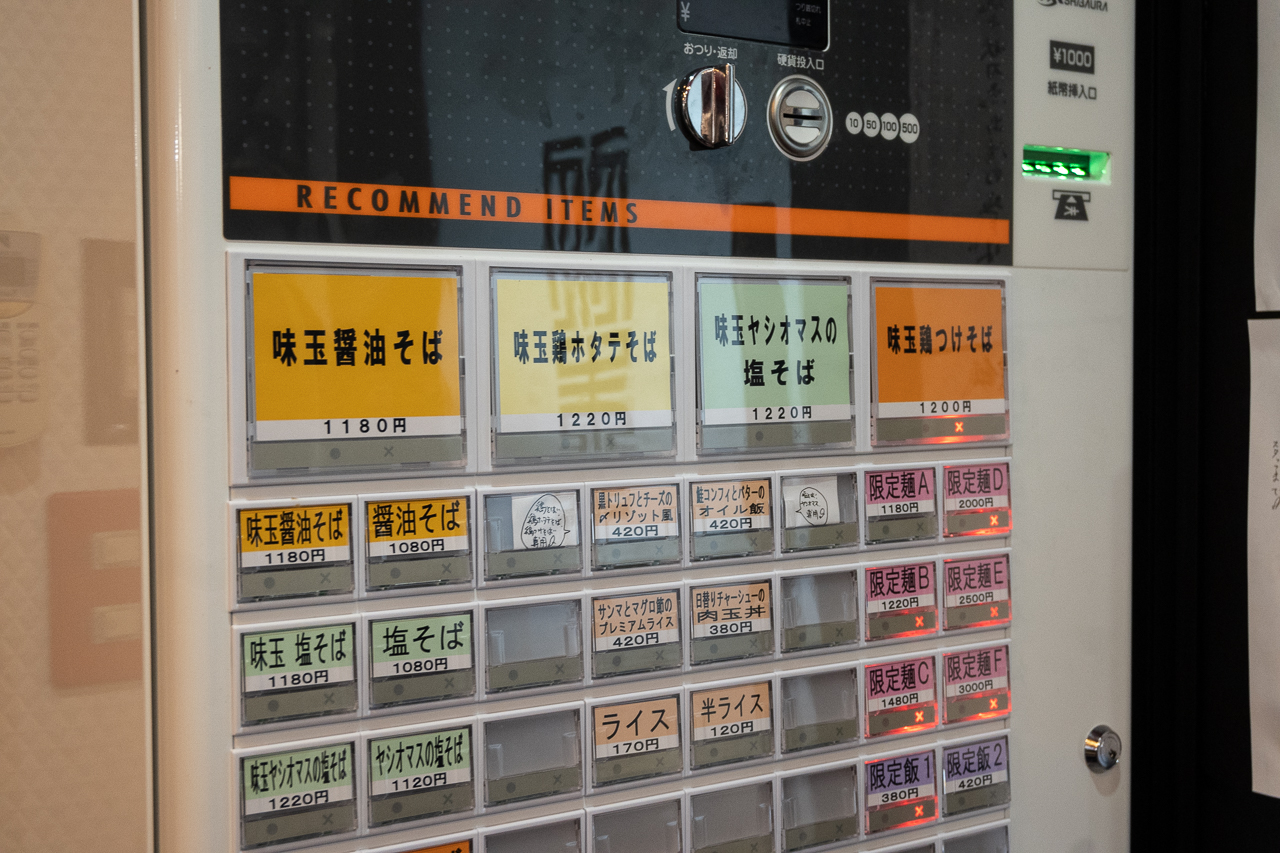 ¥
つり銭切れ
札中止
SHIBAURA
おつり・返却
硬貨投入口
¥1000
紙幣挿入口
10 50 100 500
RECOMMEND ITEMS
味玉醤油そば
1180円
味玉鶏ホタテそば
1220円
味玉ヤシオマスの
塩そば
1220円
味玉鶏つけそば
1200円
味玉醤油そば
1180円
醤油そば
1080円
黒トリュフとチーズの
〆リゾット風
420円
鮭コンフィとバターの
オイル飯
420円
限定麺A
1180円
限定麺D
2000円
味玉 塩そば
1180円
塩そば
1080円
サンマとマグロ節の
プレミアムライス
420円
日替りチャーシューの
肉玉丼
380円
限定麺B
1220円
限定麺E
2500円
味玉ヤシオマスの塩そば
1220円
ヤシオマスの塩そば
1120円
ライス
170円
半ライス
120円
限定麺C
1480円
限定麺F
3000円
限定飯1
380円
限定飯2
420円